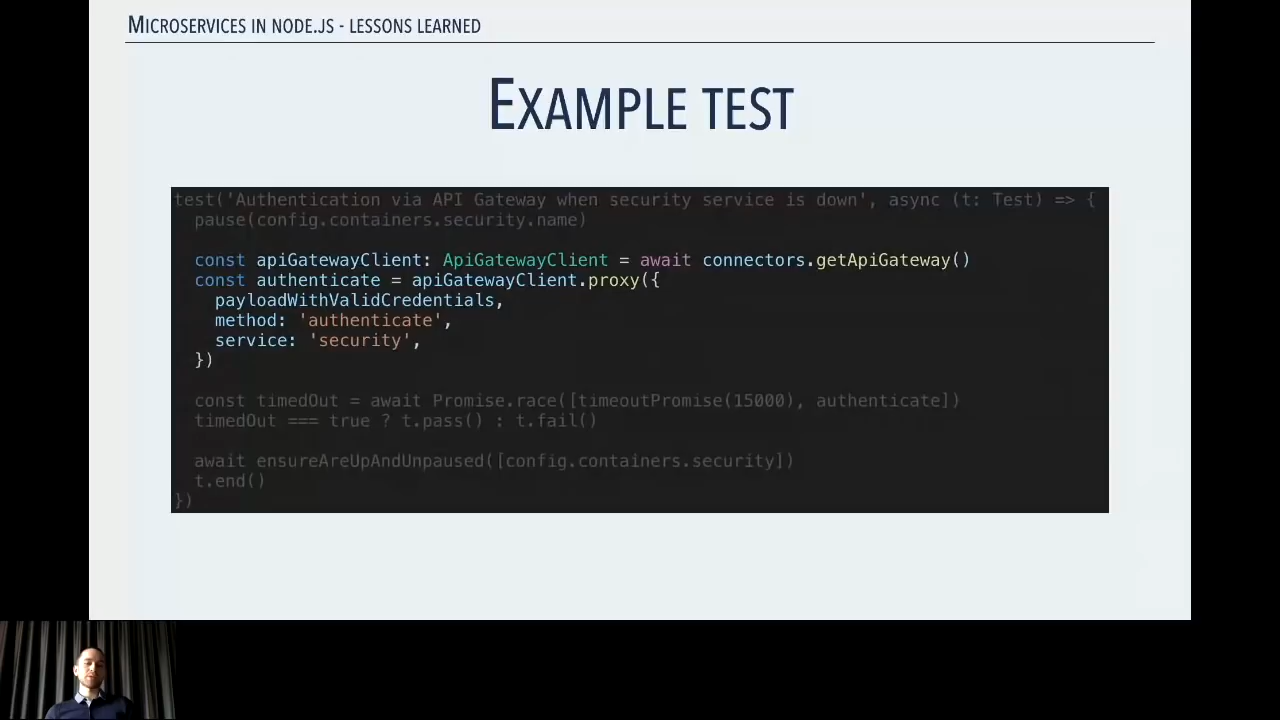 MICROSERVICES IN NODE.JS - LESSONS LEARNED
EXAMPLE TEST
test('Authentication via API Gateway when security service is down', async (t: Test) => {
pause(config.containers.security.name)
const apiGatewayClient: ApiGatewayClient = await connectors.getApiGateway()
const authenticate = apiGatewayClient.proxy({
payloadWithValidCredentials,
method: 'authenticate',
service: 'security',
})
const timedOut = await Promise.race([timeoutPromise(15000), authenticate])
timedOut === true ? t.pass() : t.fail()
await ensureAreUpAndUnpaused([config.containers.security])
t.end()
})